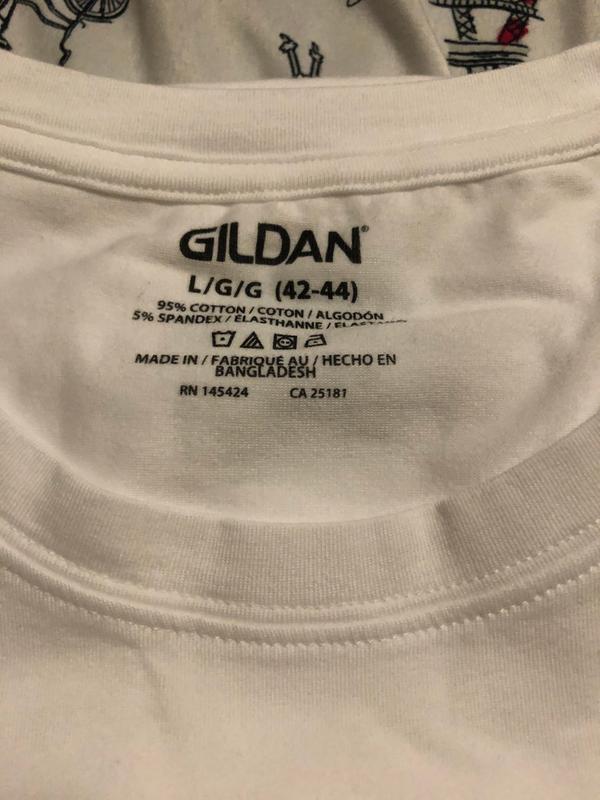 GILDAN®
L/G/G (42-44)
95% COTTON / COTON / ALGODÓN
5% SPANDEX / ÉLASTHANNE /
MADE IN / FABRIQUÉ AU / HECHO EN
BANGLADESH
RN 145424 CA 25181